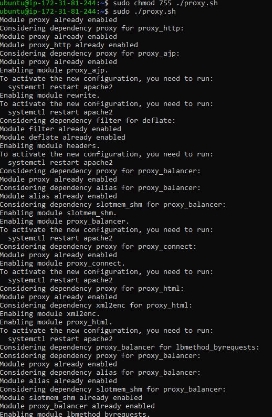 ubuntu@ip-172-31-81-244:~$ sudo chmod 755 ./proxy.sh
ubuntu@ip-172-31-81-244:~$ sudo ./proxy.sh
Module proxy already enabled
Considering dependency proxy for proxy_http:
Module proxy already enabled
Module proxy_http already enabled
Considering dependency proxy for proxy_ajp:
Module proxy already enabled
Enabling module proxy_ajp.
To activate the new configuration, you need to run:
  systemctl restart apache2
Enabling module rewrite.
To activate the new configuration, you need to run:
  systemctl restart apache2
Considering dependency filter for deflate:
Module filter already enabled
Module deflate already enabled
Enabling module headers.
To activate the new configuration, you need to run:
  systemctl restart apache2
Considering dependency proxy for proxy_balancer:
Module proxy already enabled
Considering dependency alias for proxy_balancer:
Module alias already enabled
Considering dependency slotmem_shm for proxy_balancer:
Enabling module slotmem_shm.
Enabling module proxy_balancer.
To activate the new configuration, you need to run:
  systemctl restart apache2
Considering dependency proxy for proxy_connect:
Module proxy already enabled
Enabling module proxy_connect.
To activate the new configuration, you need to run:
  systemctl restart apache2
Considering dependency proxy for proxy_html:
Module proxy already enabled
Considering dependency xml2enc for proxy_html:
Enabling module xml2enc.
Enabling module proxy_html.
To activate the new configuration, you need to run:
  systemctl restart apache2
Considering dependency proxy_balancer for lbmethod_byrequests:
Considering dependency proxy for proxy_balancer:
Module proxy already enabled
Considering dependency alias for proxy_balancer:
Module alias already enabled
Considering dependency slotmem_shm for proxy_balancer:
Module slotmem_shm already enabled
Module proxy_balancer already enabled
Enabling module lbmethod_byrequests.